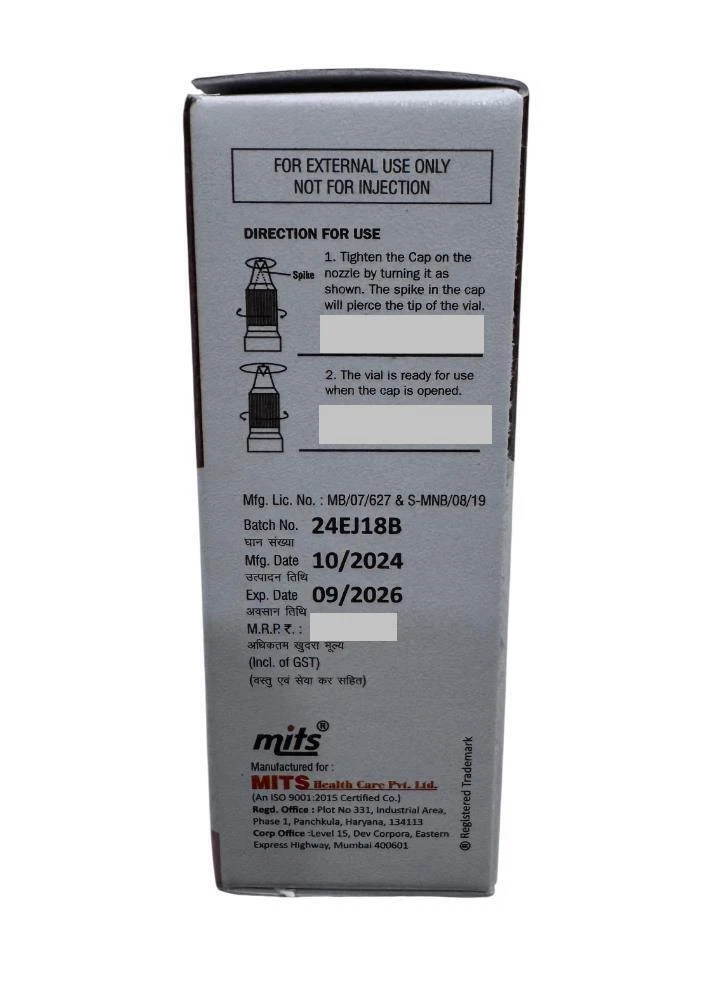 FOR EXTERNAL USE ONLY
NOT FOR INJECTION
DIRECTION FOR USE
Spike
1. Tighten the Cap on the
nozzle by turning it as
shown. The spike in the cap
will pierce the tip of the vial.
2. The vial is ready for use
when the cap is opened.
Mfg. Lic. No. : MB/07/627 & S-MNB/08/19
Batch No. 24EJ18B
घान संख्या
Mfg. Date 10/2024
उत्पादन तिथि
Exp. Date 09/2026
अवसान तिथि
M.R.P. ₹. :
अधिकतम खुदरा मूल्य
(Incl. of GST)
(वस्तु एवं सेवा कर सहित)
mits®
Manufactured for :
MITS Health Care Pvt. Ltd.
(An ISO 9001:2015 Certified Co.)
Regd. Office : Plot No 331, Industrial Area,
Phase 1, Panchkula, Haryana, 134113
Corp Office :Level 15, Dev Corpora, Eastern
Express Highway, Mumbai 400601
® Registered Trademark